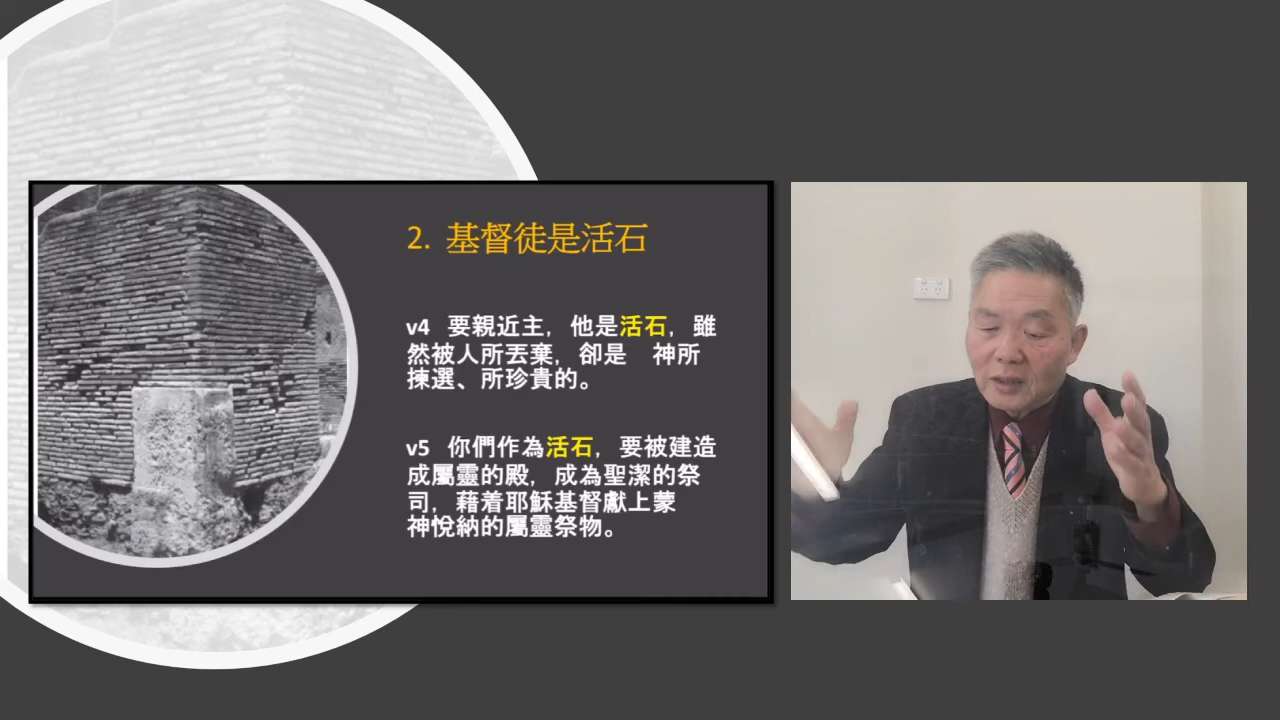 2. 基督徒是活石
v4 要親近主，他是活石，雖
然被人所丟棄，卻是　神所
揀選、所珍貴的。
v5 你們作為活石，要被建造
成屬靈的殿，成為聖潔的祭
司，藉着耶穌基督獻上蒙
神悅納的屬靈祭物。